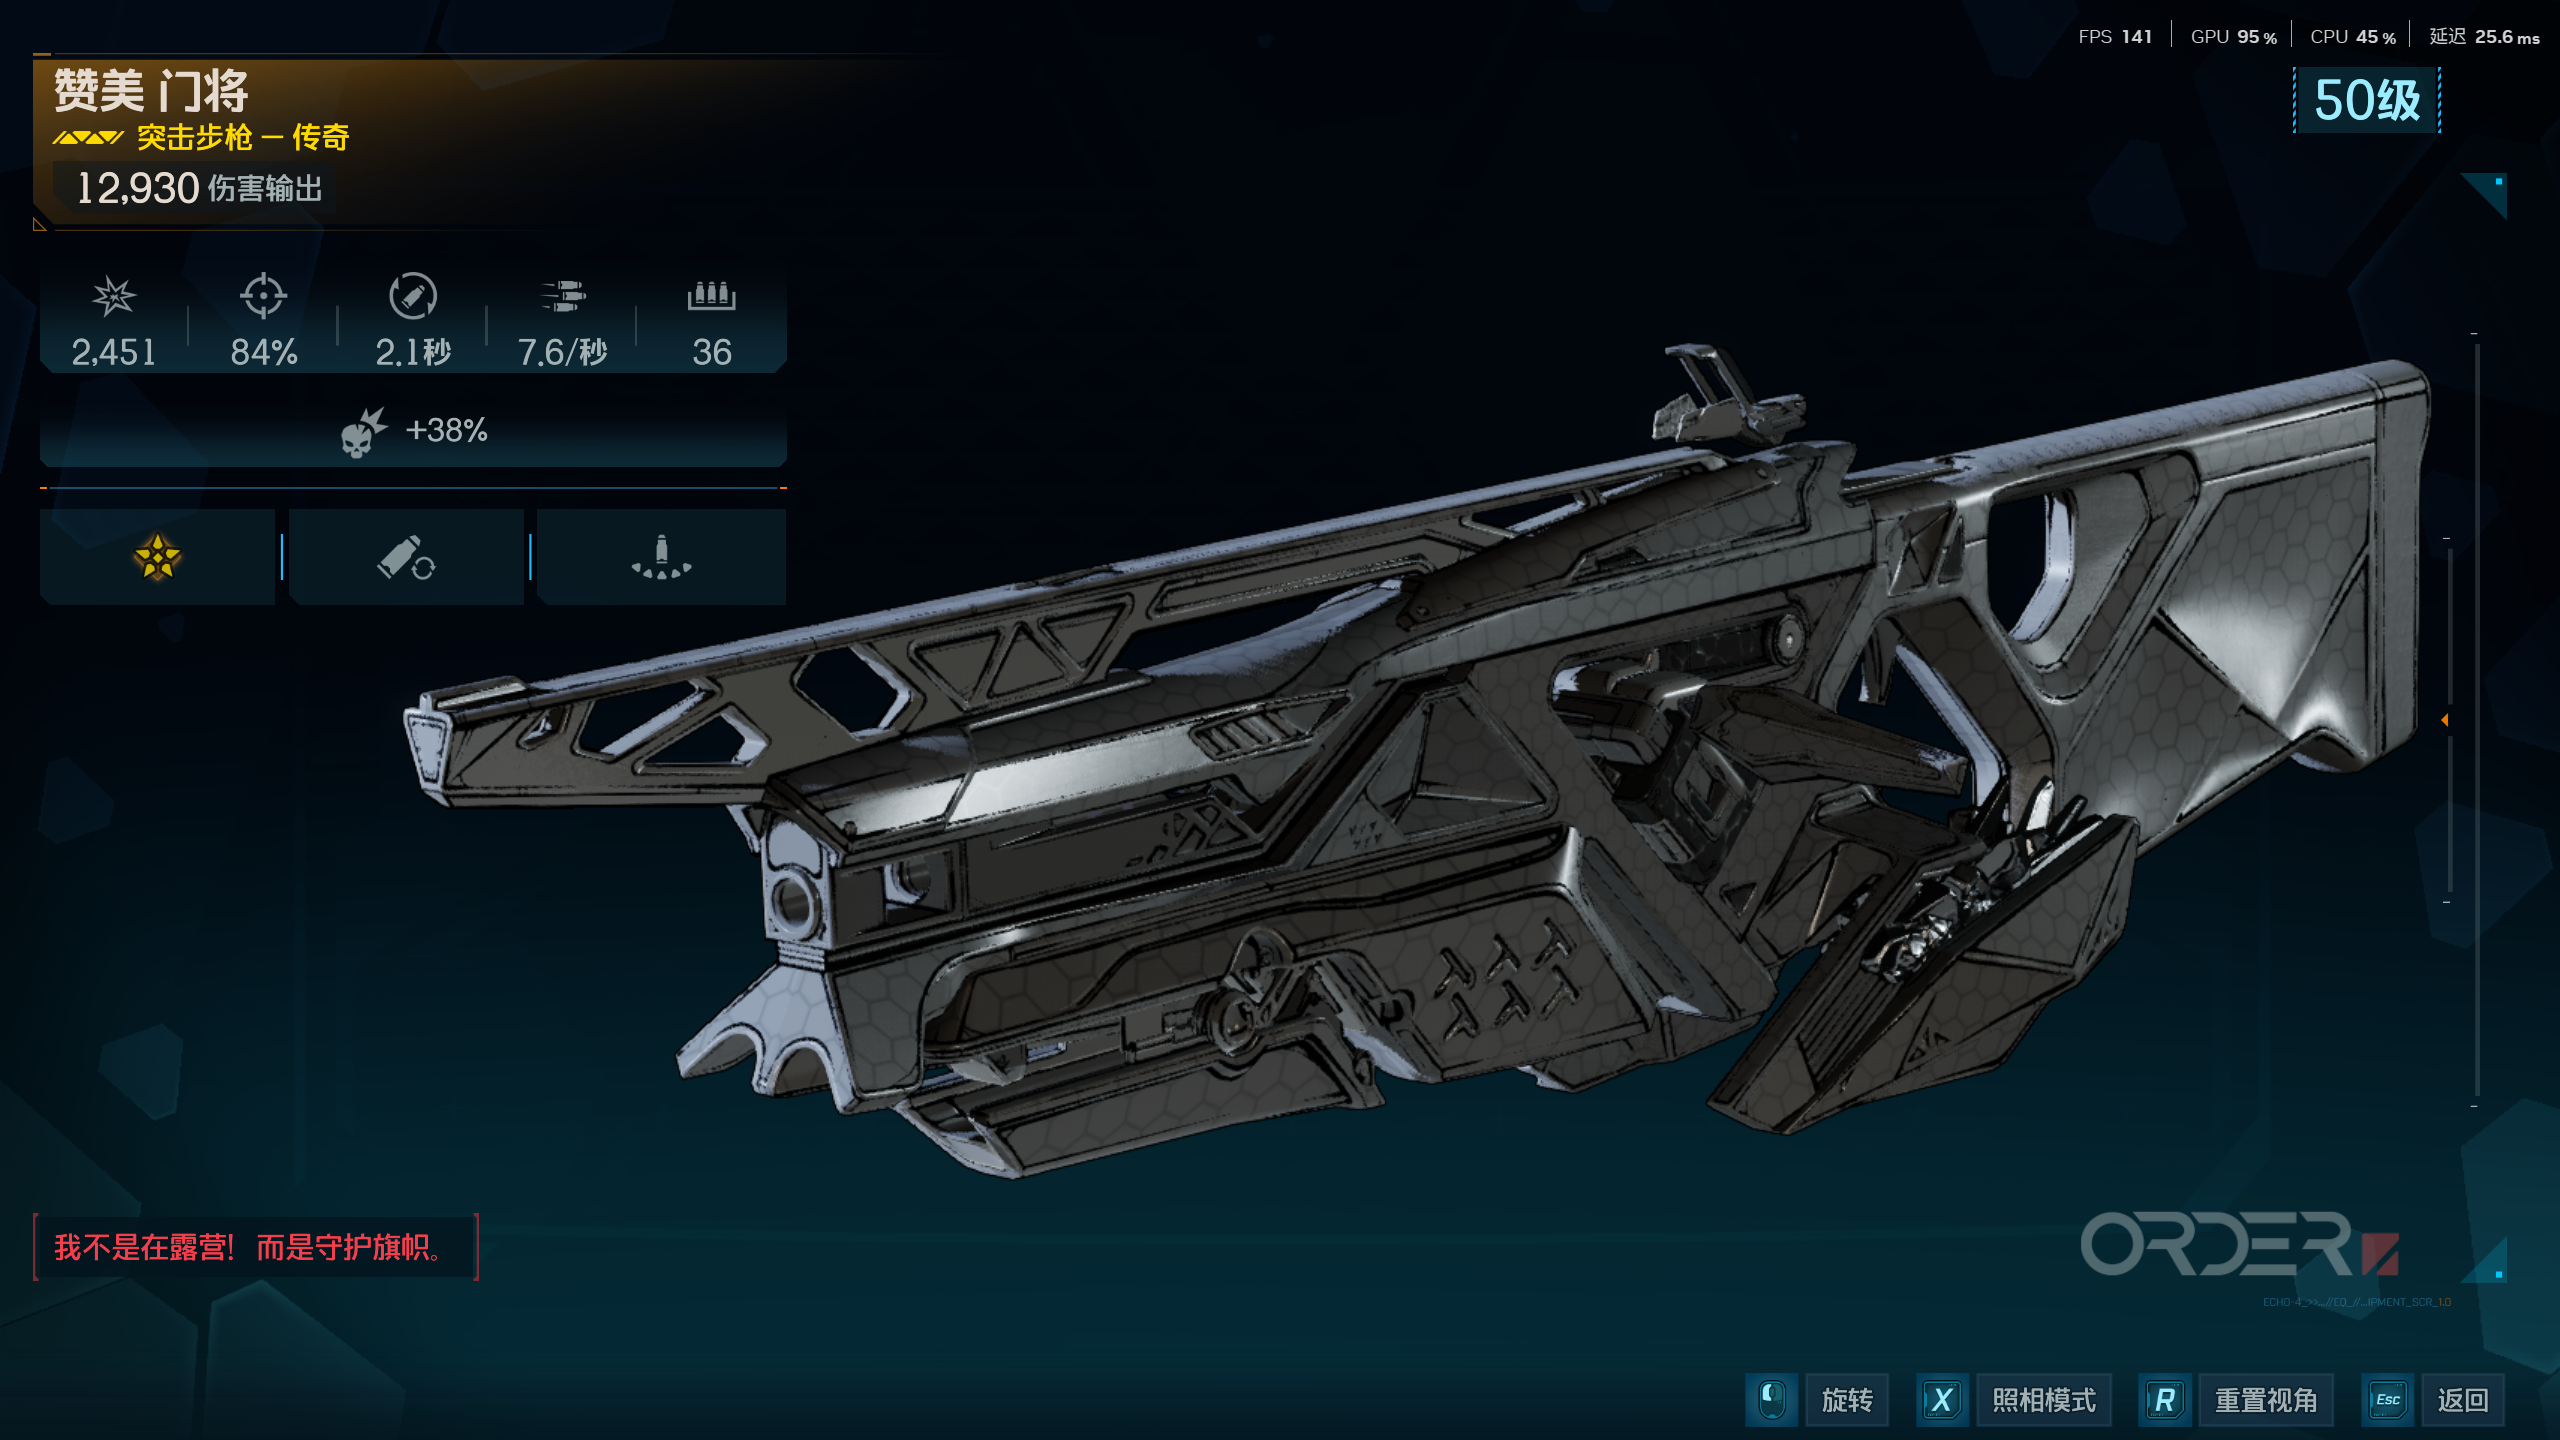 FPS 141 GPU 95 % CPU 45 % 延迟 25.6 ms
赞美 门将
突击步枪 – 传奇
12,930 伤害输出
50级
2,451 84% 2.1秒 7.6/秒 36
+38%
我不是在露营! 而是守护旗帜。
ORDER
旋转 X 照相模式 R 重置视角 Esc 返回